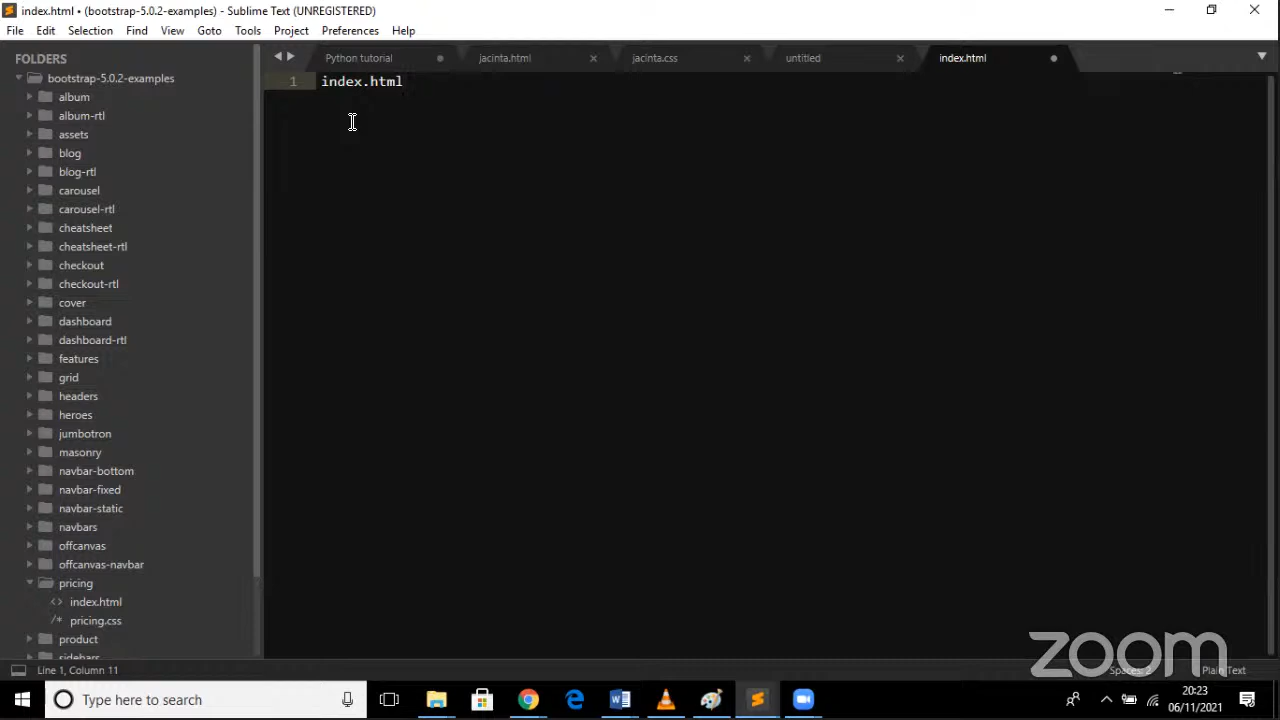 index.html • (bootstrap-5.0.2-examples) - Sublime Text (UNREGISTERED)
File Edit Selection Find View Goto Tools Project Preferences Help
FOLDERS
Python tutorial
jacinta.html
jacinta.css
untitled
index.html
1 index.html
bootstrap-5.0.2-examples
album
album-rtl
assets
blog
blog-rtl
carousel
carousel-rtl
cheatsheet
cheatsheet-rtl
checkout
checkout-rtl
cover
dashboard
dashboard-rtl
features
grid
headers
heroes
jumbotron
masonry
navbar-bottom
navbar-fixed
navbar-static
navbars
offcanvas
offcanvas-navbar
pricing
<> index.html
/* pricing.css
product
sidebars
zoom
Line 1, Column 11
Spaces: 2
Plain Text
Type here to search
20:23
06/11/2021